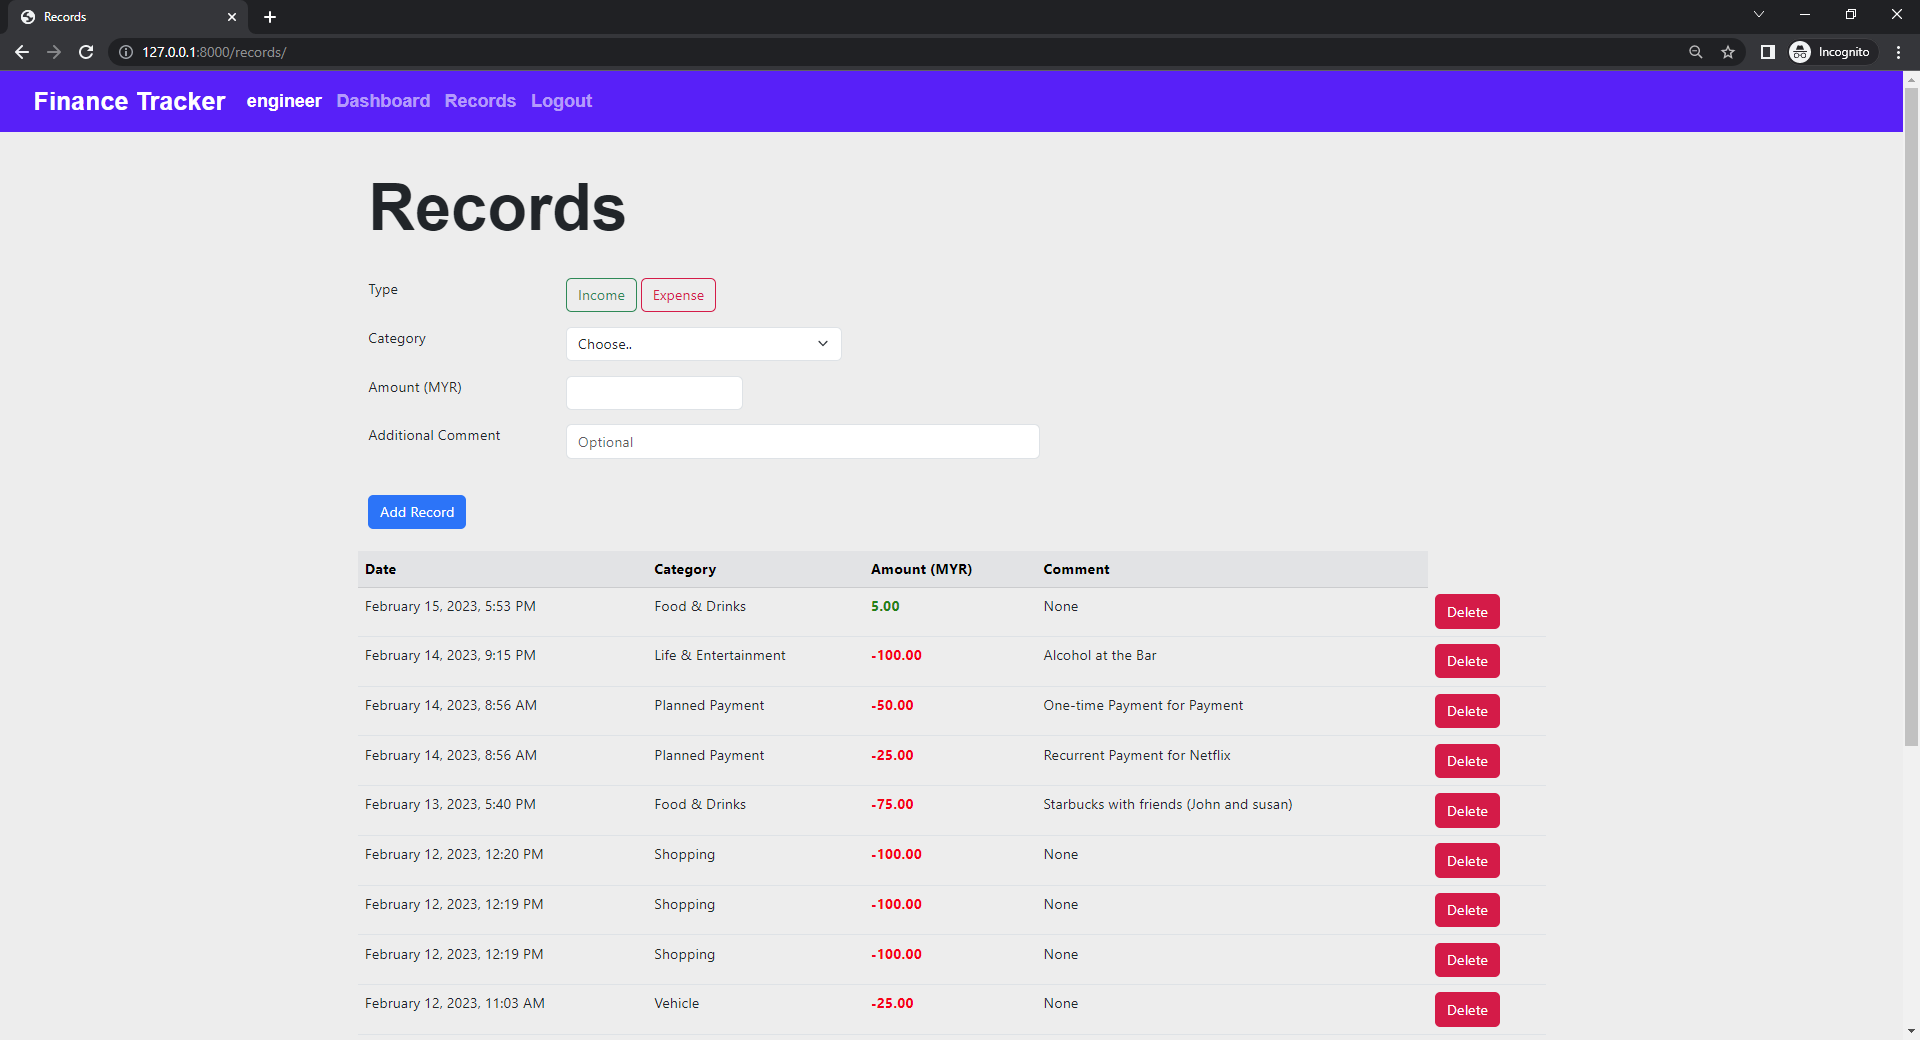 Records
127.0.0.1:8000/records/
Incognito
Finance Tracker engineer Dashboard Records Logout
Records
Type Income Expense
Category Choose..
Amount (MYR)
Additional Comment Optional
Add Record
Date Category Amount (MYR) Comment
February 15, 2023, 5:53 PM Food & Drinks 5.00 None Delete
February 14, 2023, 9:15 PM Life & Entertainment -100.00 Alcohol at the Bar Delete
February 14, 2023, 8:56 AM Planned Payment -50.00 One-time Payment for Payment Delete
February 14, 2023, 8:56 AM Planned Payment -25.00 Recurrent Payment for Netflix Delete
February 13, 2023, 5:40 PM Food & Drinks -75.00 Starbucks with friends (John and susan) Delete
February 12, 2023, 12:20 PM Shopping -100.00 None Delete
February 12, 2023, 12:19 PM Shopping -100.00 None Delete
February 12, 2023, 12:19 PM Shopping -100.00 None Delete
February 12, 2023, 11:03 AM Vehicle -25.00 None Delete